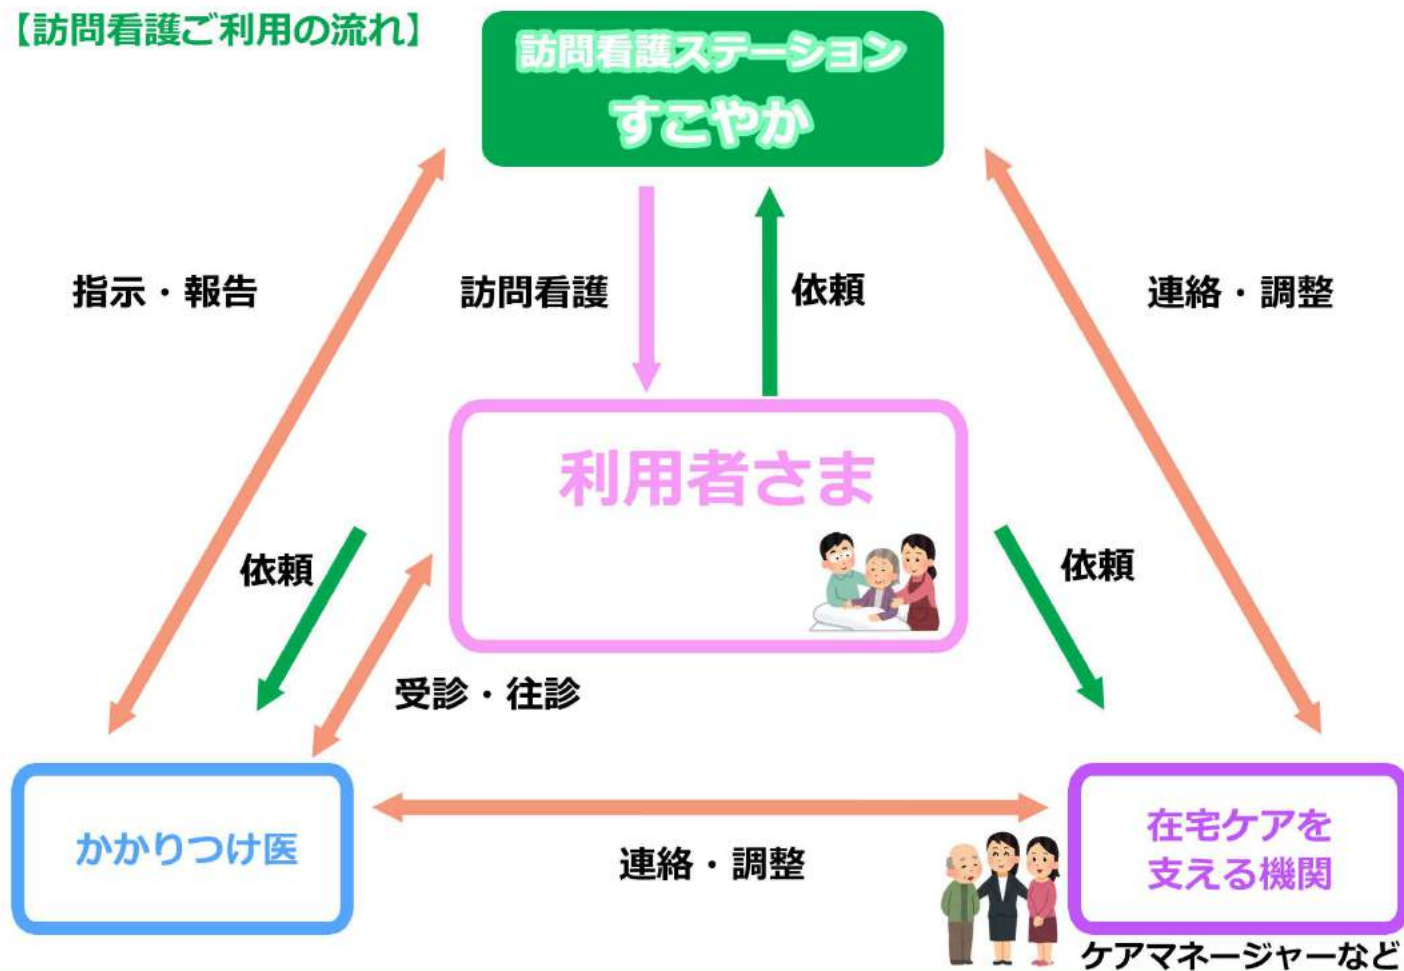 【訪問看護ご利用の流れ】
訪問看護ステーション
すこやか
指示・報告
訪問看護
依頼
連絡・調整
利用者さま
依頼
依頼
受診・往診
かかりつけ医
連絡・調整
在宅ケアを
支える機関
ケアマネージャーなど